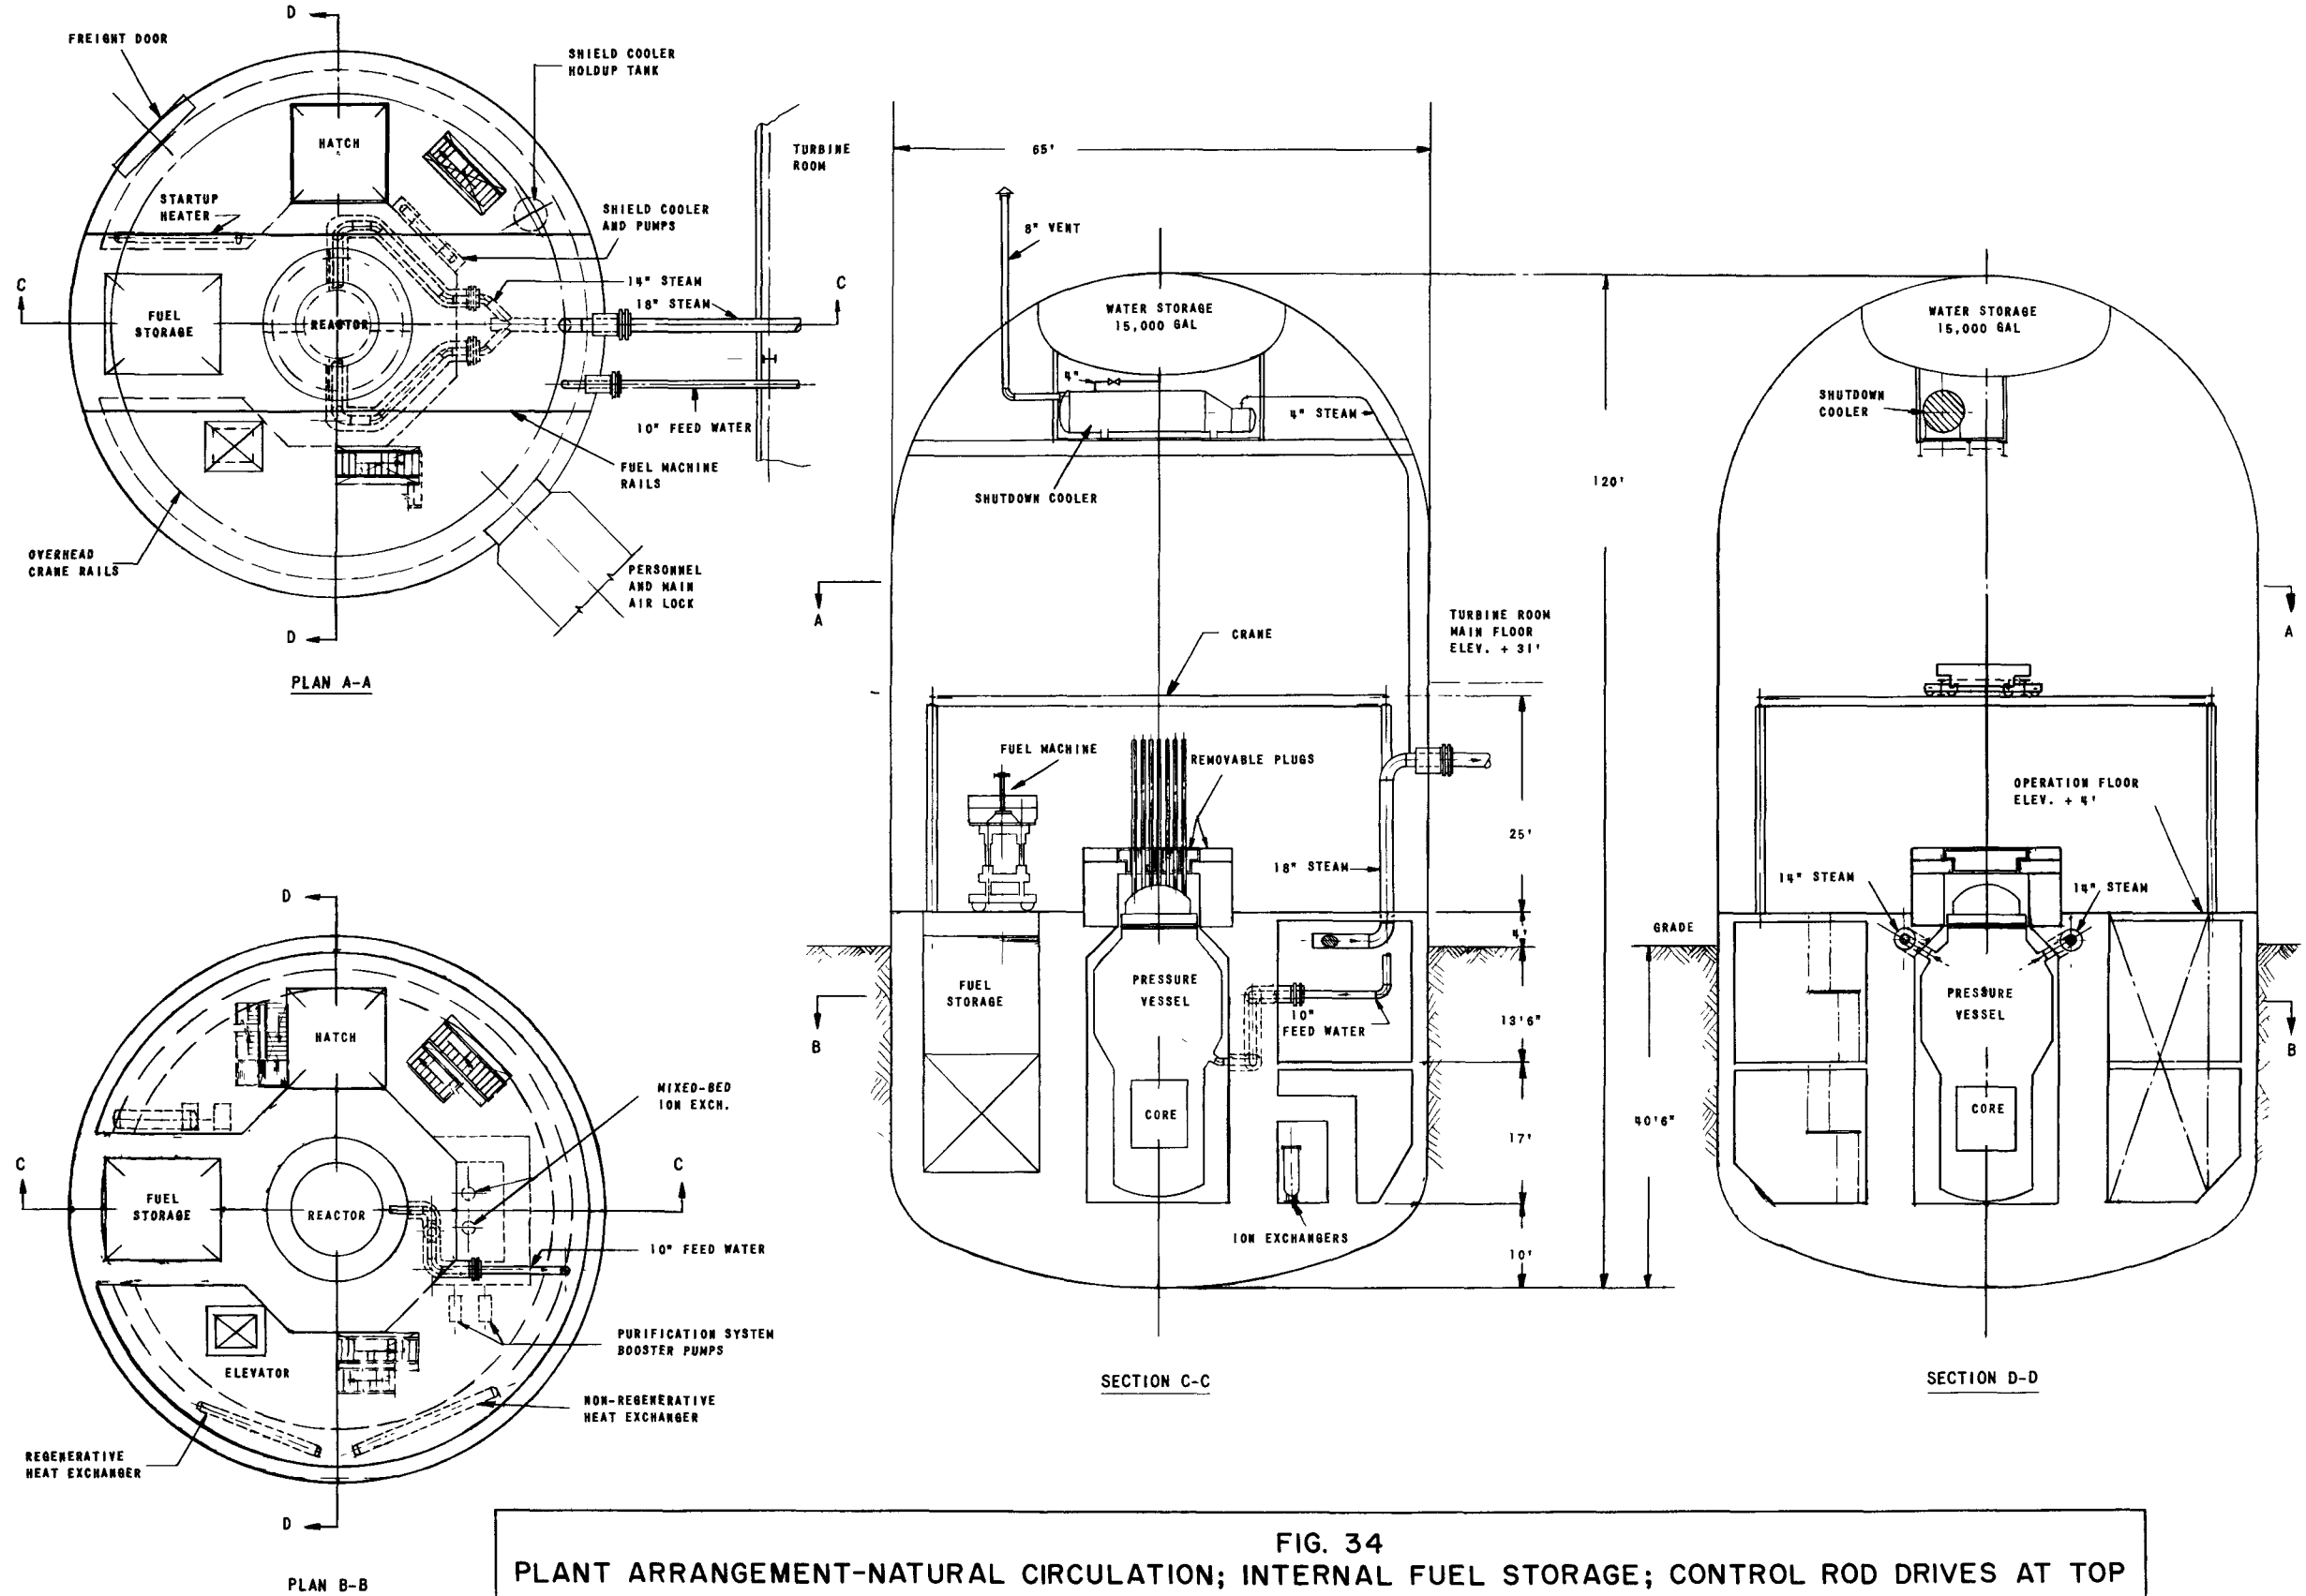 D
FREIGHT DOOR
SHIELD COOLER
HOLDUP TANK
HATCH
TURBINE
ROOM
STARTUP
HEATER
SHIELD COOLER
AND PUMPS
C
14" STEAM
18" STEAM
C
FUEL
STORAGE
REACTOR
10" FEED WATER
FUEL MACHINE
RAILS
OVERHEAD
CRANE RAILS
PERSONNEL
AND MAIN
AIR LOCK
D
PLAN A-A
D
HATCH
MIXED-BED
ION EXCH.
C
C
FUEL
STORAGE
REACTOR
10" FEED WATER
PURIFICATION SYSTEM
BOOSTER PUMPS
ELEVATOR
NON-REGENERATIVE
HEAT EXCHANGER
REGENERATIVE
HEAT EXCHANGER
D
PLAN B-B
65'
8" VENT
WATER STORAGE
15,000 GAL
4"
4" STEAM
SHUTDOWN COOLER
A
CRANE
TURBINE ROOM
MAIN FLOOR
ELEV. + 31'
FUEL MACHINE
REMOVABLE PLUGS
25'
18" STEAM
4'
FUEL
STORAGE
PRESSURE
VESSEL
10"
FEED WATER
13'6"
B
CORE
17'
ION EXCHANGERS
10'
SECTION C-C
120'
WATER STORAGE
15,000 GAL
SHUTDOWN
COOLER
A
OPERATION FLOOR
ELEV. + 4'
14" STEAM
14" STEAM
GRADE
PRESSURE
VESSEL
B
CORE
40'6"
SECTION D-D
FIG. 34
PLANT ARRANGEMENT-NATURAL CIRCULATION; INTERNAL FUEL STORAGE; CONTROL ROD DRIVES AT TOP